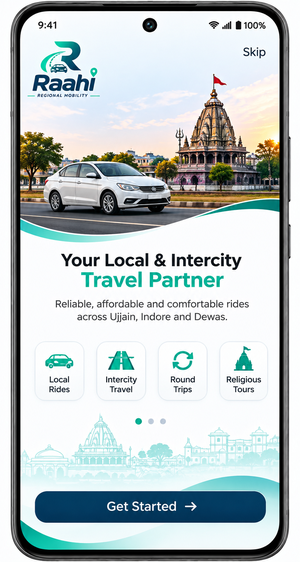 9:41
100%
Skip
Raahi
REGIONAL MOBILITY
Your Local & Intercity
Travel Partner
Reliable, affordable and comfortable rides
across Ujjain, Indore and Dewas.
Local
Rides
Intercity
Travel
Round
Trips
Religious
Tours
Get Started →